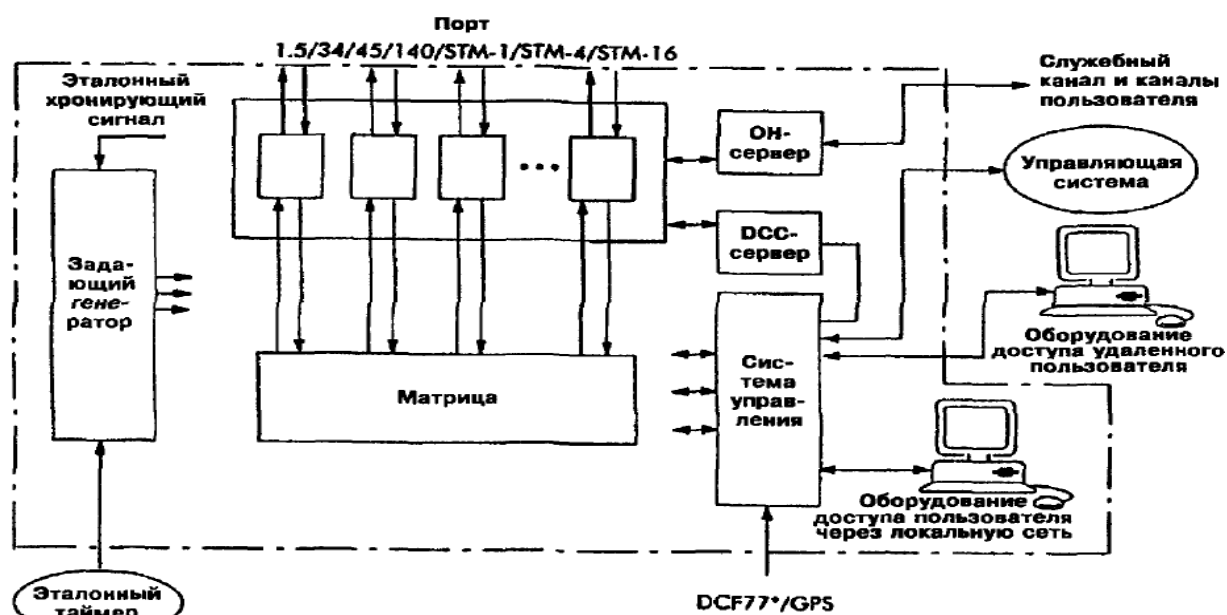 Порт
1.5/34/45/140/STM-1/STM-4/STM-16
Эталонный
хронирующий
сигнал
Служебный
канал и каналы
пользователя
ОН-
сервер
Управляющая
система
DCC-
сервер
Зада-
ющий
гене-
ратор
Оборудование
доступа удаленного
пользователя
Матрица
Сис-
тема
управ-
ления
Оборудование
доступа пользователя
через локальную сеть
Эталонный
таймер
DCF77*/GPS